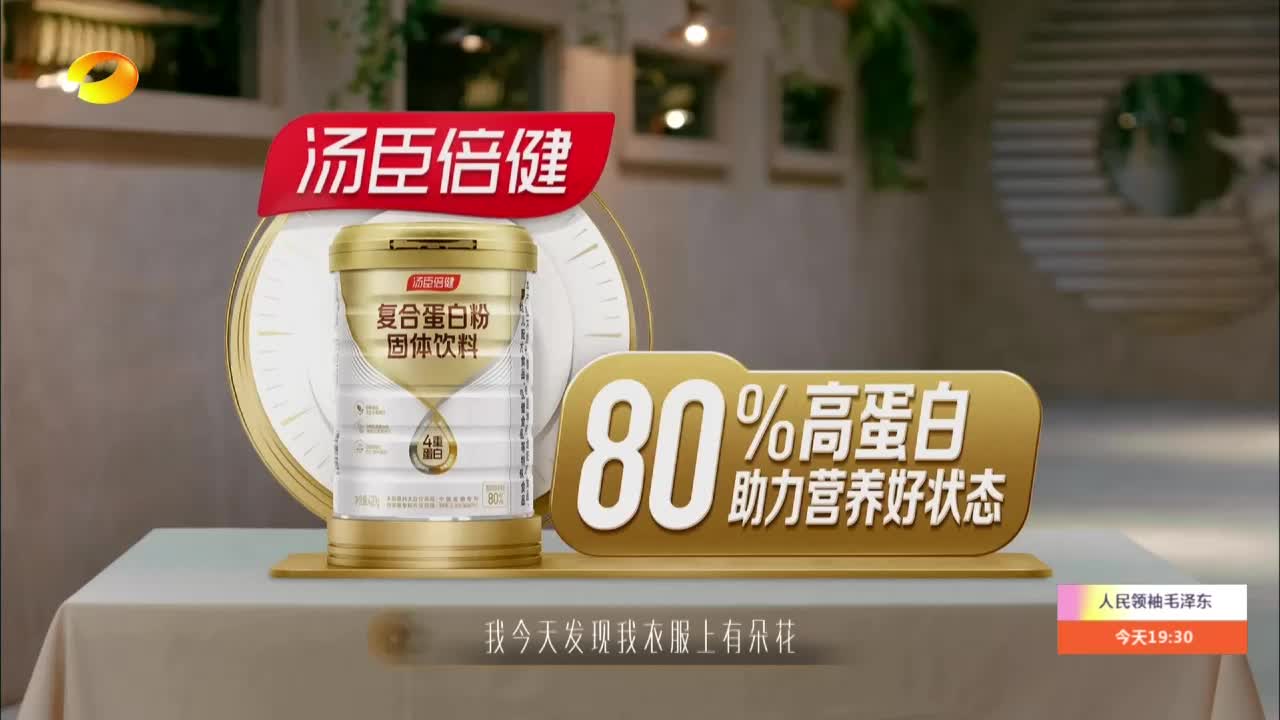 汤臣倍健
汤臣倍健
复合蛋白粉
固体饮料
4重
蛋白
80%
80%高蛋白
助力营养好状态
我今天发现我衣服上有朵花
人民领袖毛泽东
今天19:30